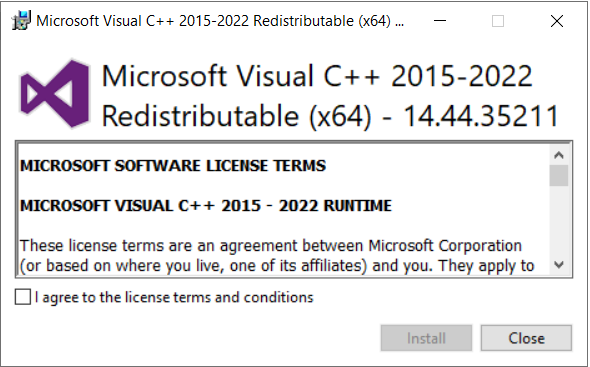 Microsoft Visual C++ 2015-2022 Redistributable (x64) ...
Microsoft Visual C++ 2015-2022
Redistributable (x64) - 14.44.35211
MICROSOFT SOFTWARE LICENSE TERMS
MICROSOFT VISUAL C++ 2015 - 2022 RUNTIME
These license terms are an agreement between Microsoft Corporation
(or based on where you live, one of its affiliates) and you. They apply to
I agree to the license terms and conditions
Install
Close